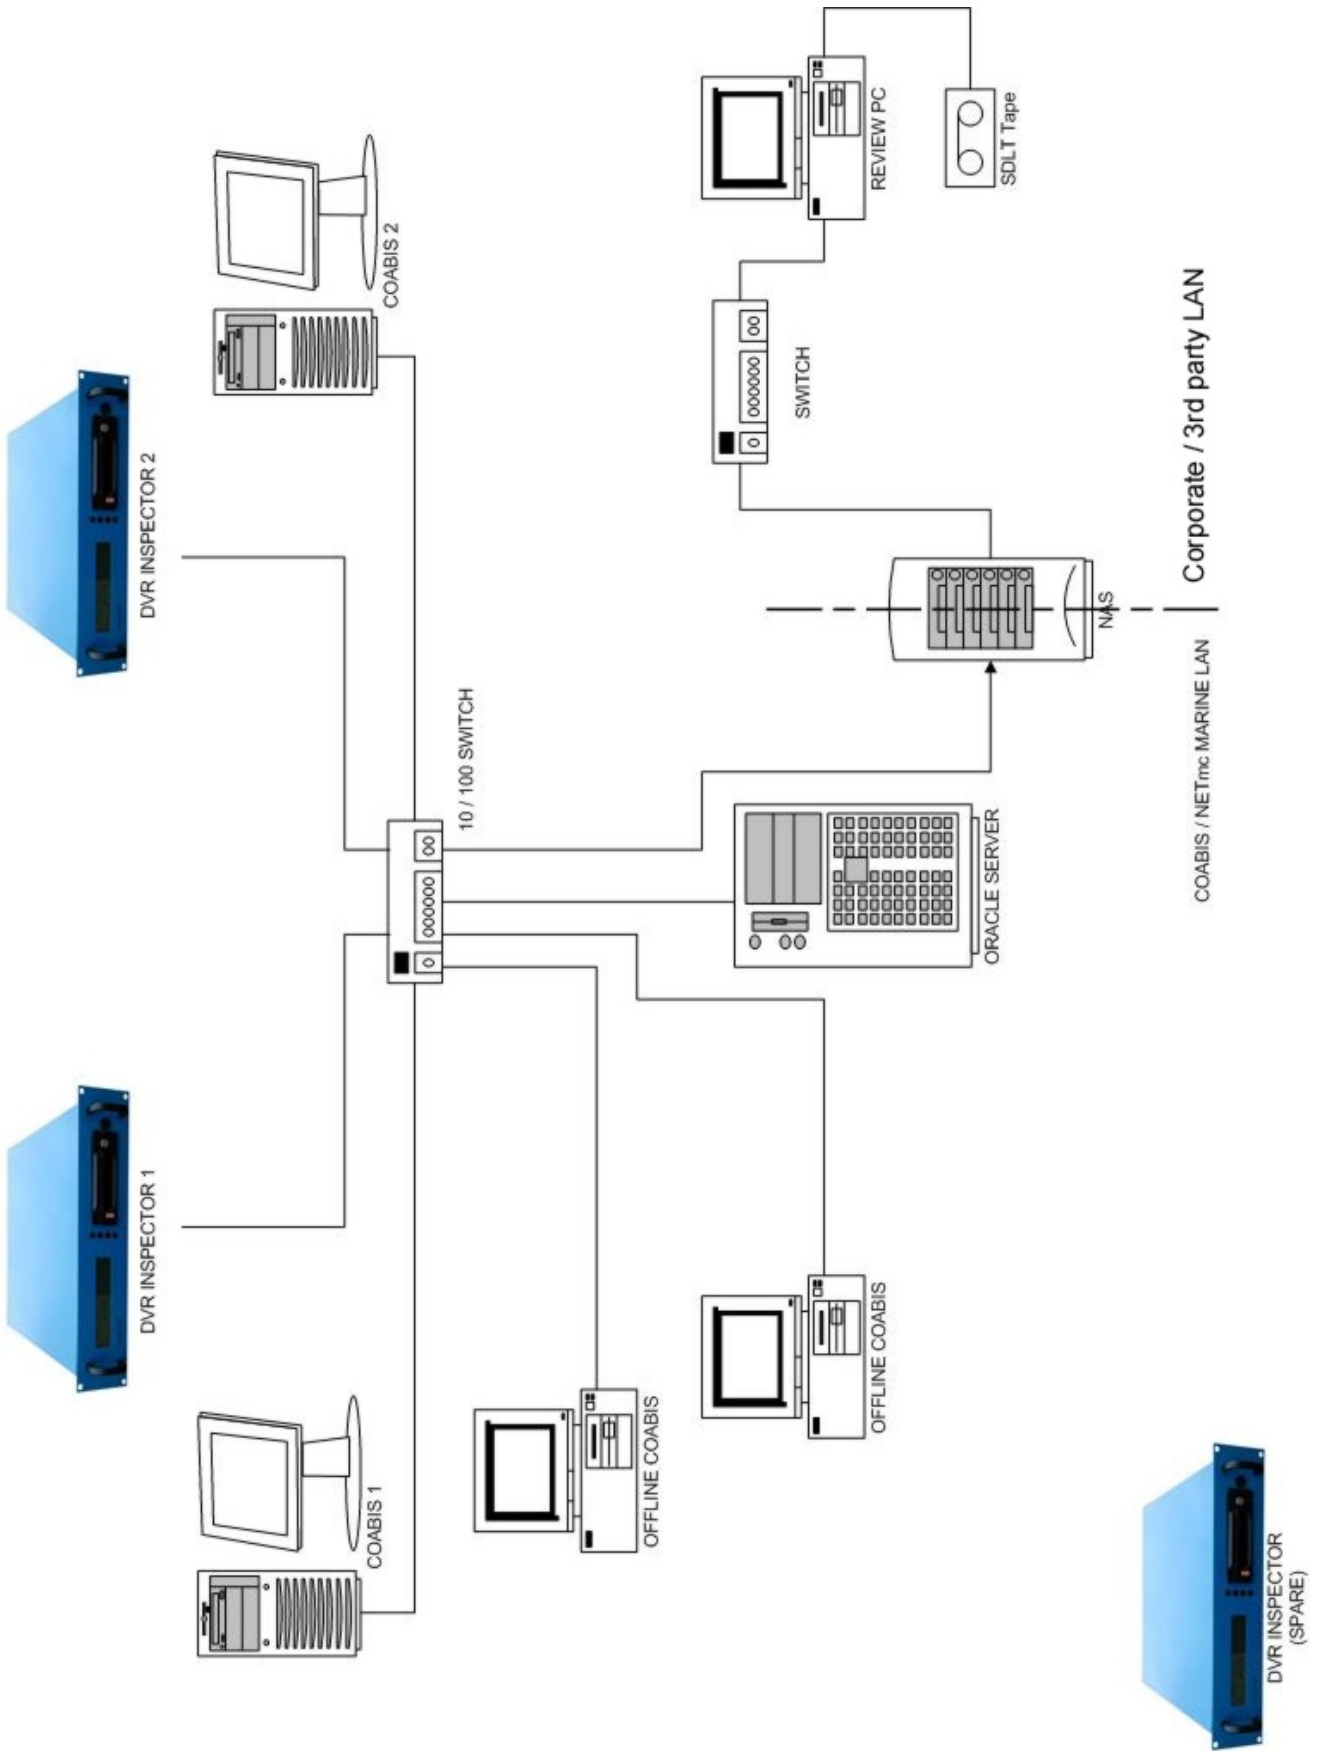 DVR INSPECTOR 1
DVR INSPECTOR 2
COABIS 1
COABIS 2
10 / 100 SWITCH
OFFLINE COABIS
OFFLINE COABIS
ORACLE SERVER
NAS
SWITCH
REVIEW PC
SDLT Tape
COABIS / NETmc MARINE LAN
Corporate / 3rd party LAN
DVR INSPECTOR
(SPARE)